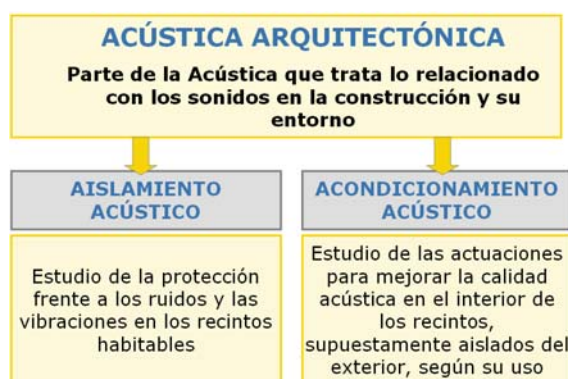 ACÚSTICA ARQUITECTÓNICA
Parte de la Acústica que trata lo relacionado
con los sonidos en la construcción y su
entorno
AISLAMIENTO
ACÚSTICO
Estudio de la protección
frente a los ruidos y las
vibraciones en los recintos
habitables
ACONDICIONAMIENTO
ACÚSTICO
Estudio de las actuaciones
para mejorar la calidad
acústica en el interior de
los recintos,
supuestamente aislados del
exterior, según su uso